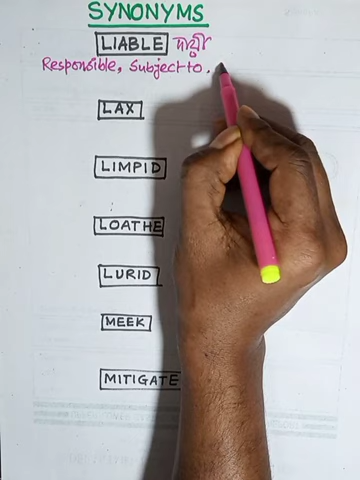 SYNONYMS
LIABLE ଦାୟୀ
Responsible, Subject to.
LAX
LIMPID
LOATHE
LURID
MEEK
MITIGATE